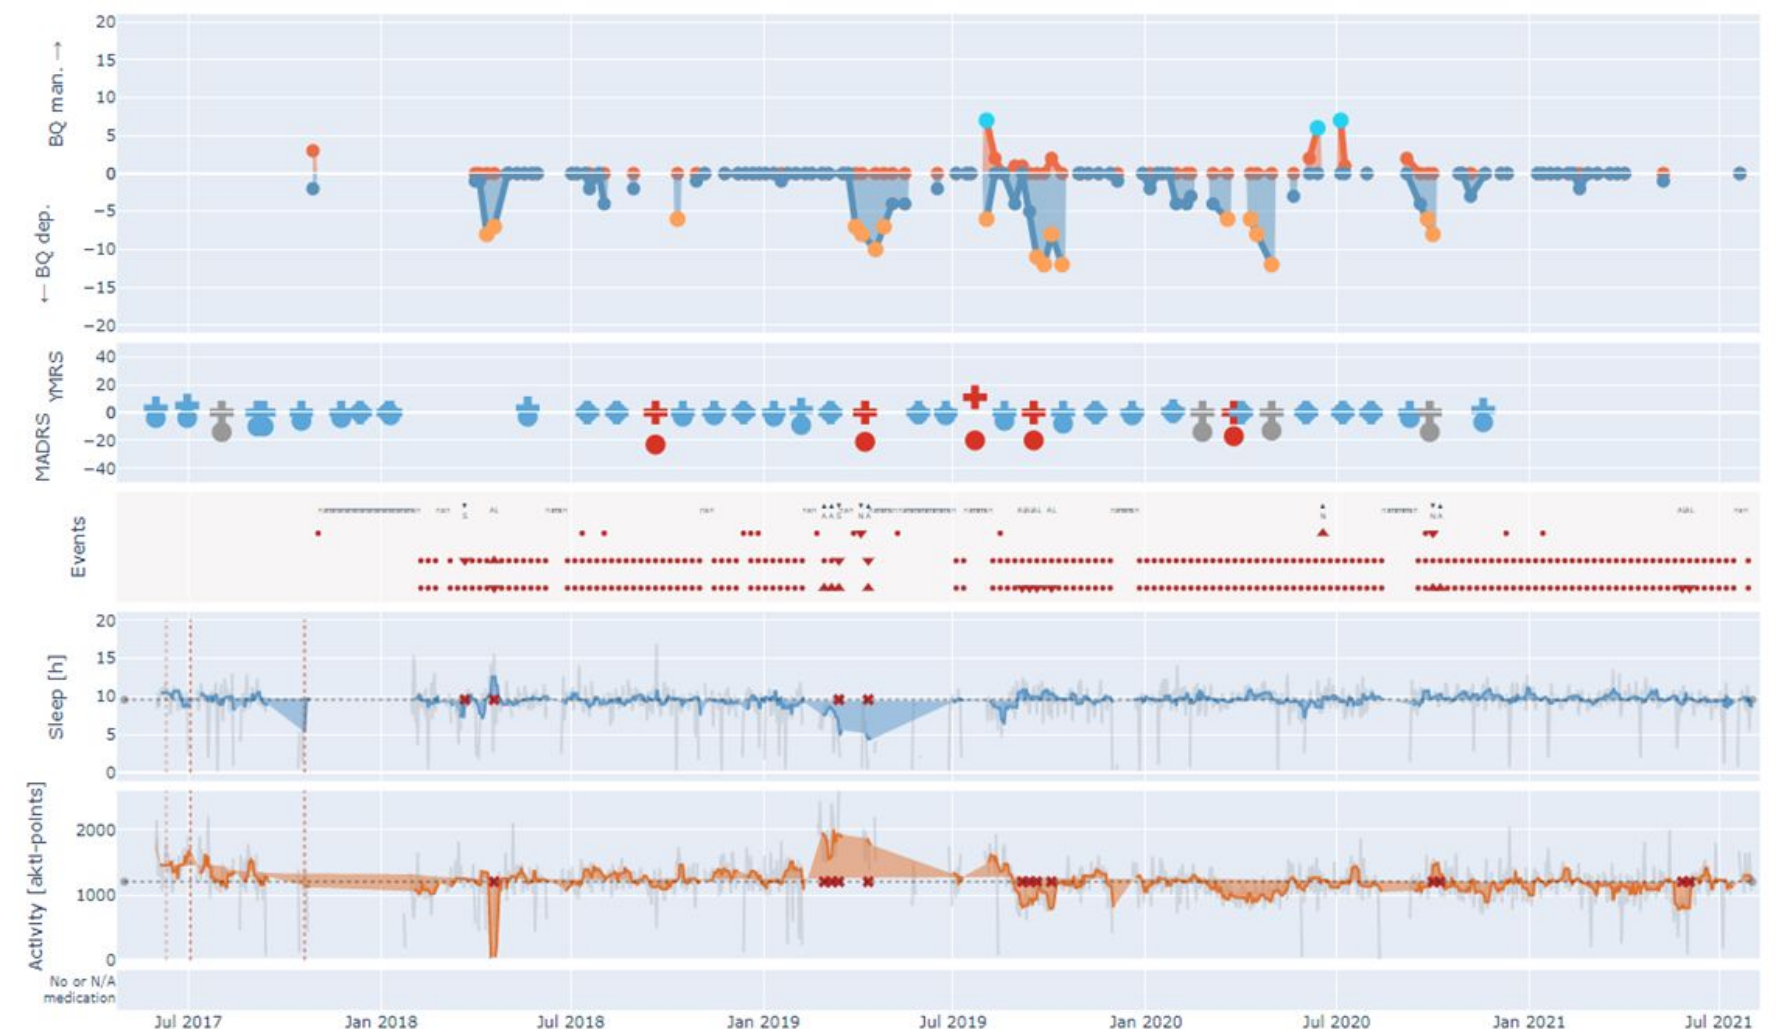 BQ man. →
← BQ dep.
20
15
10
5
0
−5
−10
−15
−20
YMRS
MADRS
40
20
0
−20
−40
Events
S
AL
A A S
N A
AL
N
N A
Sleep [h]
20
15
10
5
0
Activity [akti-points]
2000
1000
0
No or N/A
medication
Jul 2017
Jan 2018
Jul 2018
Jan 2019
Jul 2019
Jan 2020
Jul 2020
Jan 2021
Jul 2021